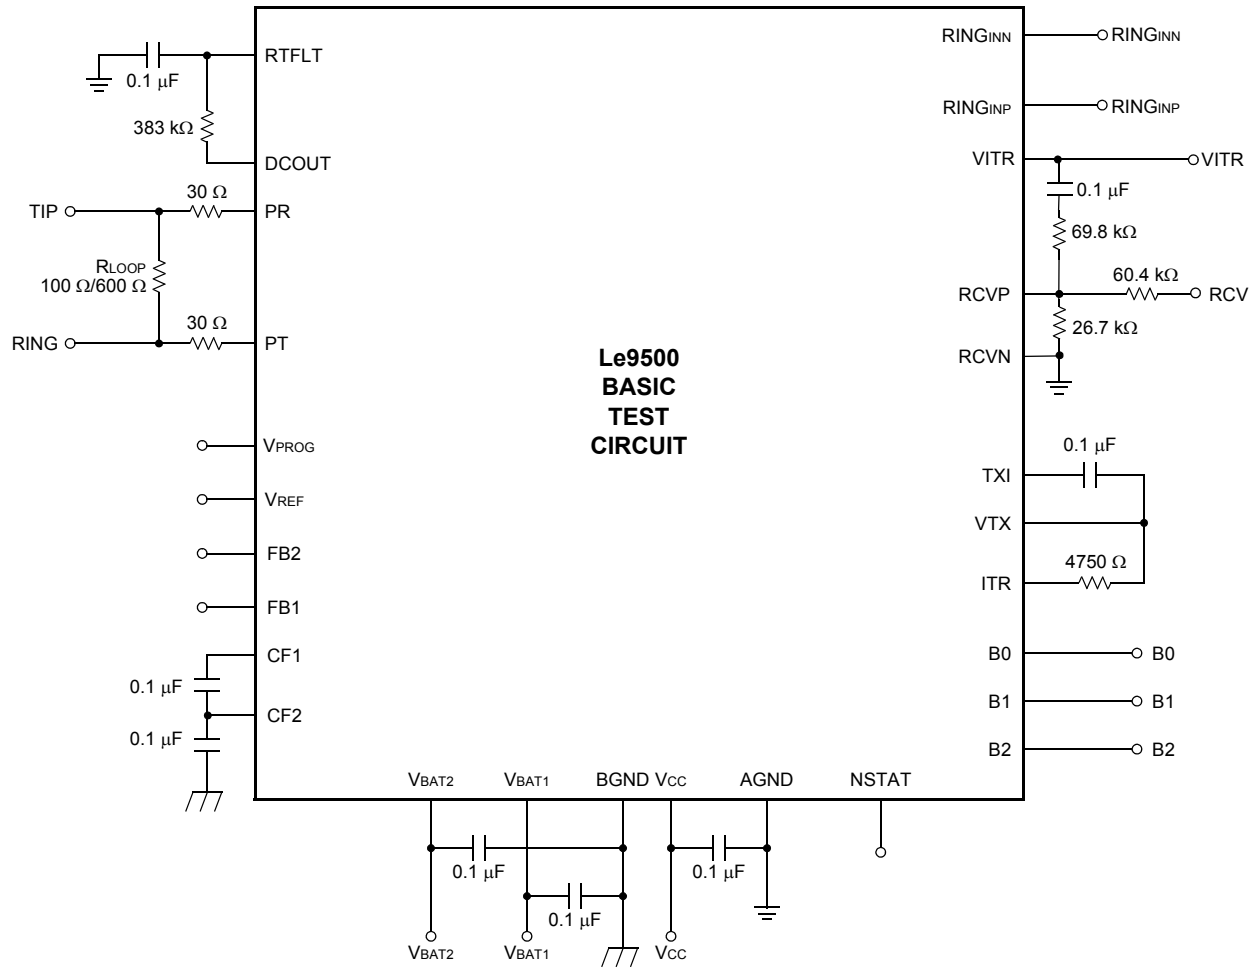 RTFLT
0.1 μF
383 kΩ
DCOUT
30 Ω
TIP
PR
RLOOP
100 Ω/600 Ω
30 Ω
RING
PT
VPROG
VREF
FB2
FB1
CF1
0.1 μF
CF2
0.1 μF
Le9500
BASIC
TEST
CIRCUIT
RINGINN
RINGINN
RINGINP
RINGINP
VITR
VITR
0.1 μF
69.8 kΩ
60.4 kΩ
RCVP
RCV
26.7 kΩ
RCVN
0.1 μF
TXI
VTX
4750 Ω
ITR
B0
B0
B1
B1
B2
B2
VBAT2
VBAT1
BGND
VCC
AGND
NSTAT
0.1 μF
0.1 μF
0.1 μF
VBAT2
VBAT1
VCC